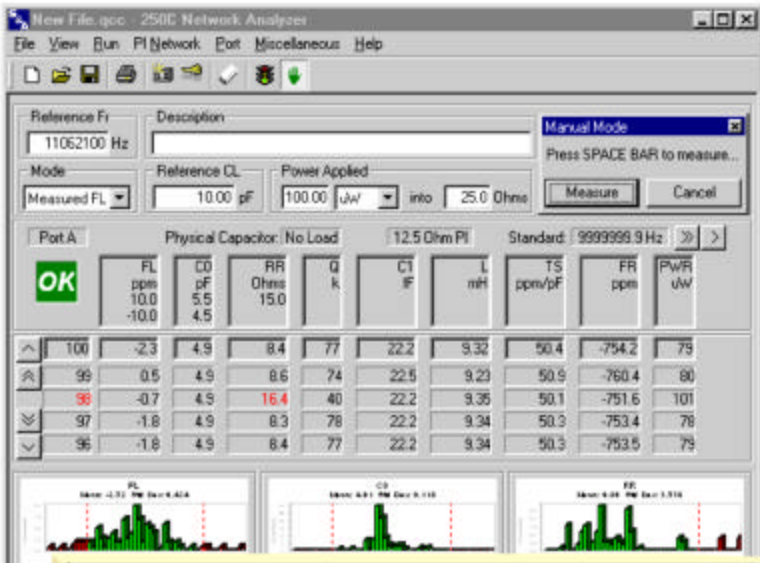 New File.qcc - 250C Network Analyzer
File View Run PI Network Port Miscellaneous Help
Reference Fr
11062100 Hz
Description
Manual Mode
Press SPACE BAR to measure...
Measure Cancel
Mode
Measured FL
Reference CL
10.00 pF
Power Applied
100.00 uW into 25.0 Ohms
Port A Physical Capacitor: No Load 12.5 Ohm PI Standard: 9999999.9 Hz
OK
FL ppm 10.0 -10.0
C0 pF 5.5 4.5
RR Ohms 15.0
Q k
C1 fF
L mH
TS ppm/pF
FR ppm
PWR uW
100 -2.3 4.9 8.4 77 22.2 9.32 50.4 -754.2 79
99 0.5 4.9 8.6 74 22.5 9.23 50.9 -760.4 80
98 -0.7 4.9 16.4 40 22.2 9.35 50.1 -751.6 101
97 -1.8 4.9 8.3 78 22.2 9.34 50.3 -753.4 78
96 -1.8 4.9 8.4 77 22.2 9.34 50.3 -753.5 79
FL
C0
RR